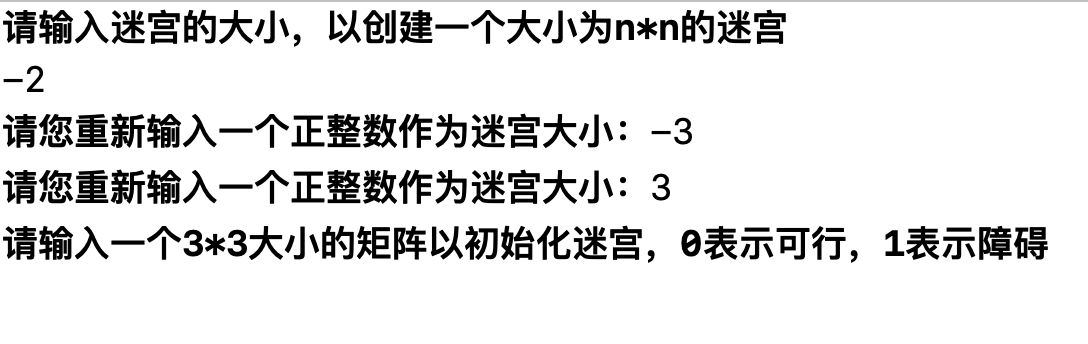 请输入迷宫的大小，以创建一个大小为n*n的迷宫
−2
请您重新输入一个正整数作为迷宫大小：−3
请您重新输入一个正整数作为迷宫大小：3
请输入一个3*3大小的矩阵以初始化迷宫，0表示可行，1表示障碍